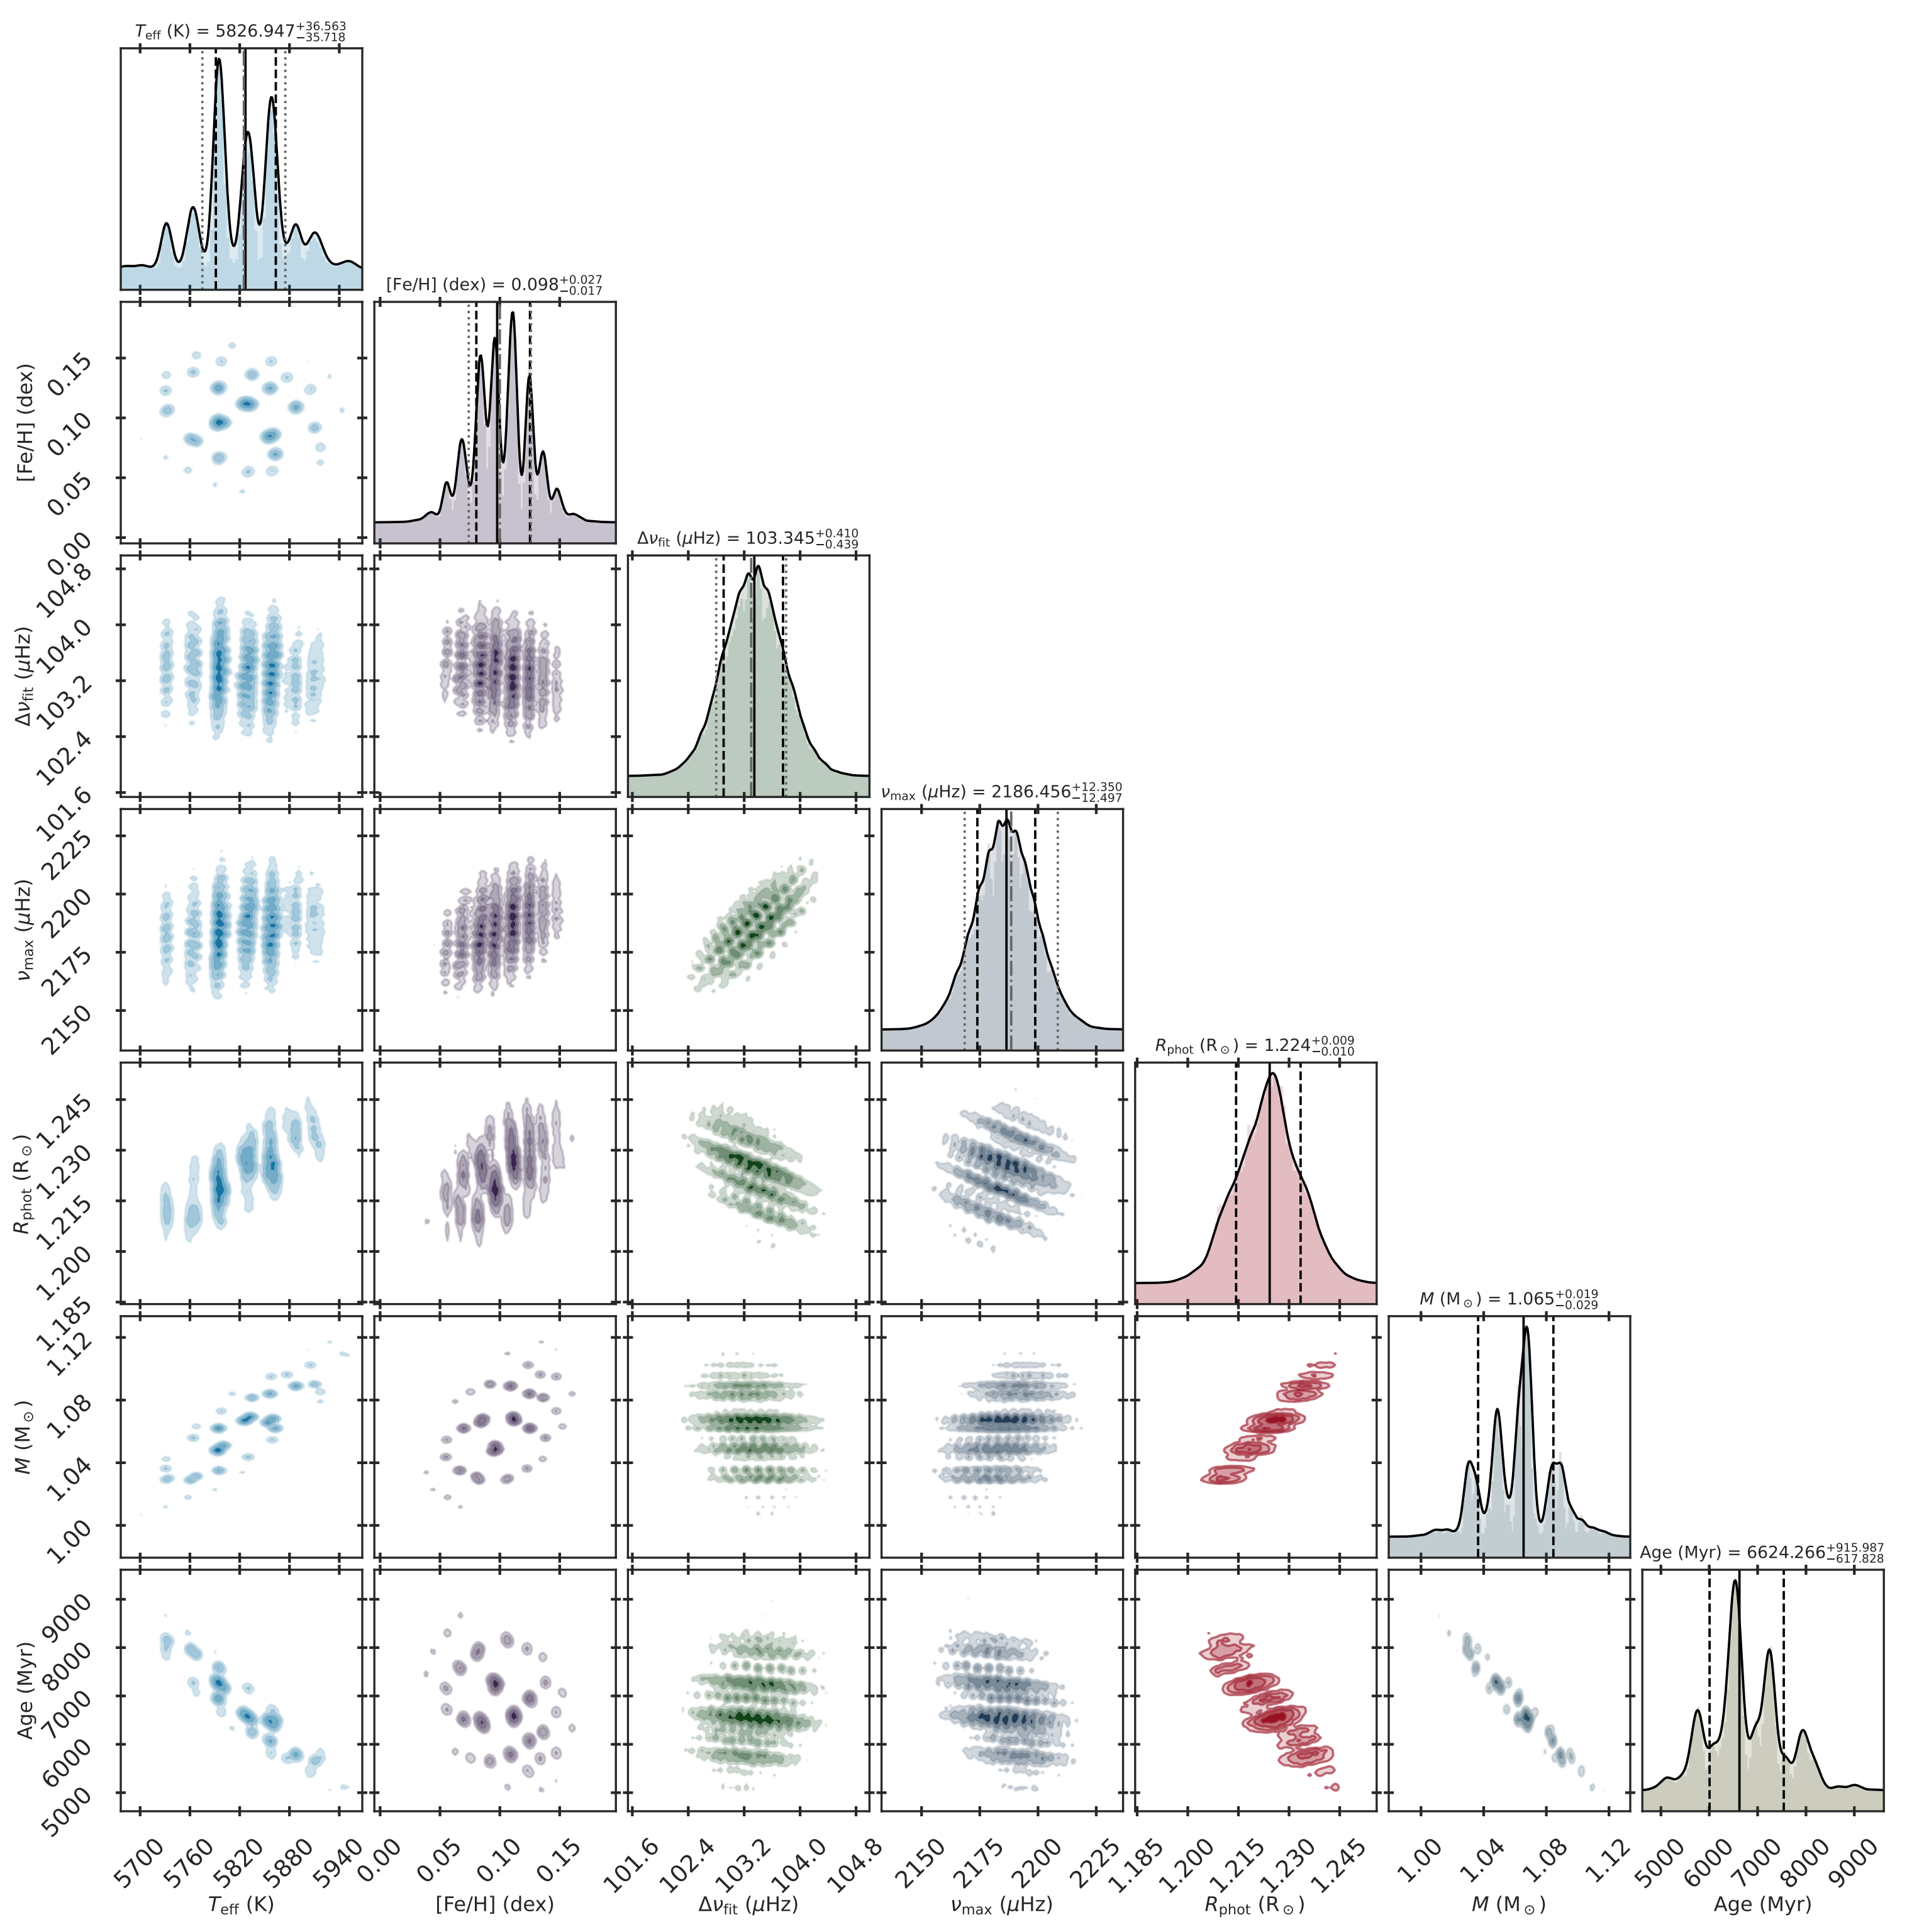 T_eff (K) = 5826.947 +36.563 −35.718
[Fe/H] (dex) = 0.098 +0.027 −0.017
Δν_fit (μHz) = 103.345 +0.410 −0.439
ν_max (μHz) = 2186.456 +12.350 −12.497
R_phot (R⊙) = 1.224 +0.009 −0.010
M (M⊙) = 1.065 +0.019 −0.029
Age (Myr) = 6624.266 +915.987 −617.828
[Fe/H] (dex)
0.15
0.10
0.05
0.00
Δν_fit (μHz)
104.8
104.0
103.2
102.4
101.6
ν_max (μHz)
2225
2200
2175
2150
R_phot (R⊙)
1.245
1.230
1.215
1.200
1.185
M (M⊙)
1.12
1.08
1.04
1.00
Age (Myr)
9000
8000
7000
6000
5000
5700 5760 5820 5880 5940
T_eff (K)
0.00 0.05 0.10 0.15
[Fe/H] (dex)
101.6 102.4 103.2 104.0 104.8
Δν_fit (μHz)
2150 2175 2200 2225
ν_max (μHz)
1.185 1.200 1.215 1.230 1.245
R_phot (R⊙)
1.00 1.04 1.08 1.12
M (M⊙)
5000 6000 7000 8000 9000
Age (Myr)